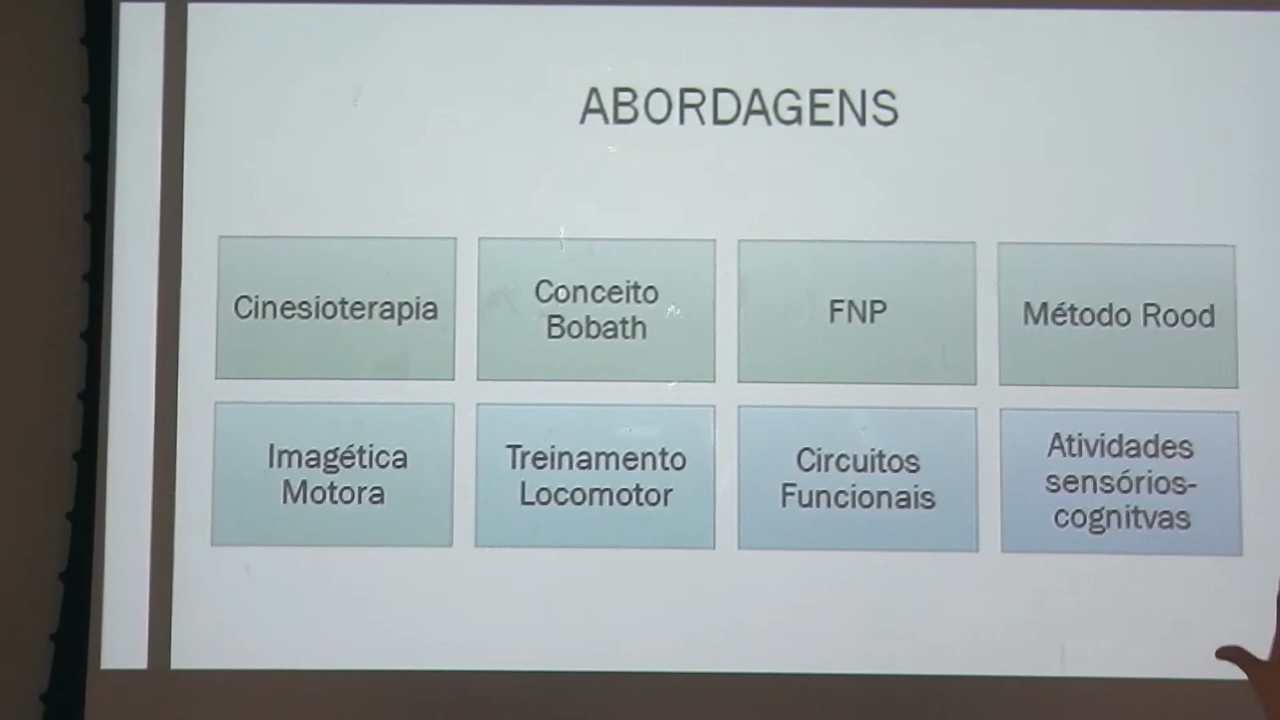 ABORDAGENS
Cinesioterapia
Conceito
Bobath
FNP
Método Rood
Imagética
Motora
Treinamento
Locomotor
Circuitos
Funcionais
Atividades
sensórios-
cognitvas